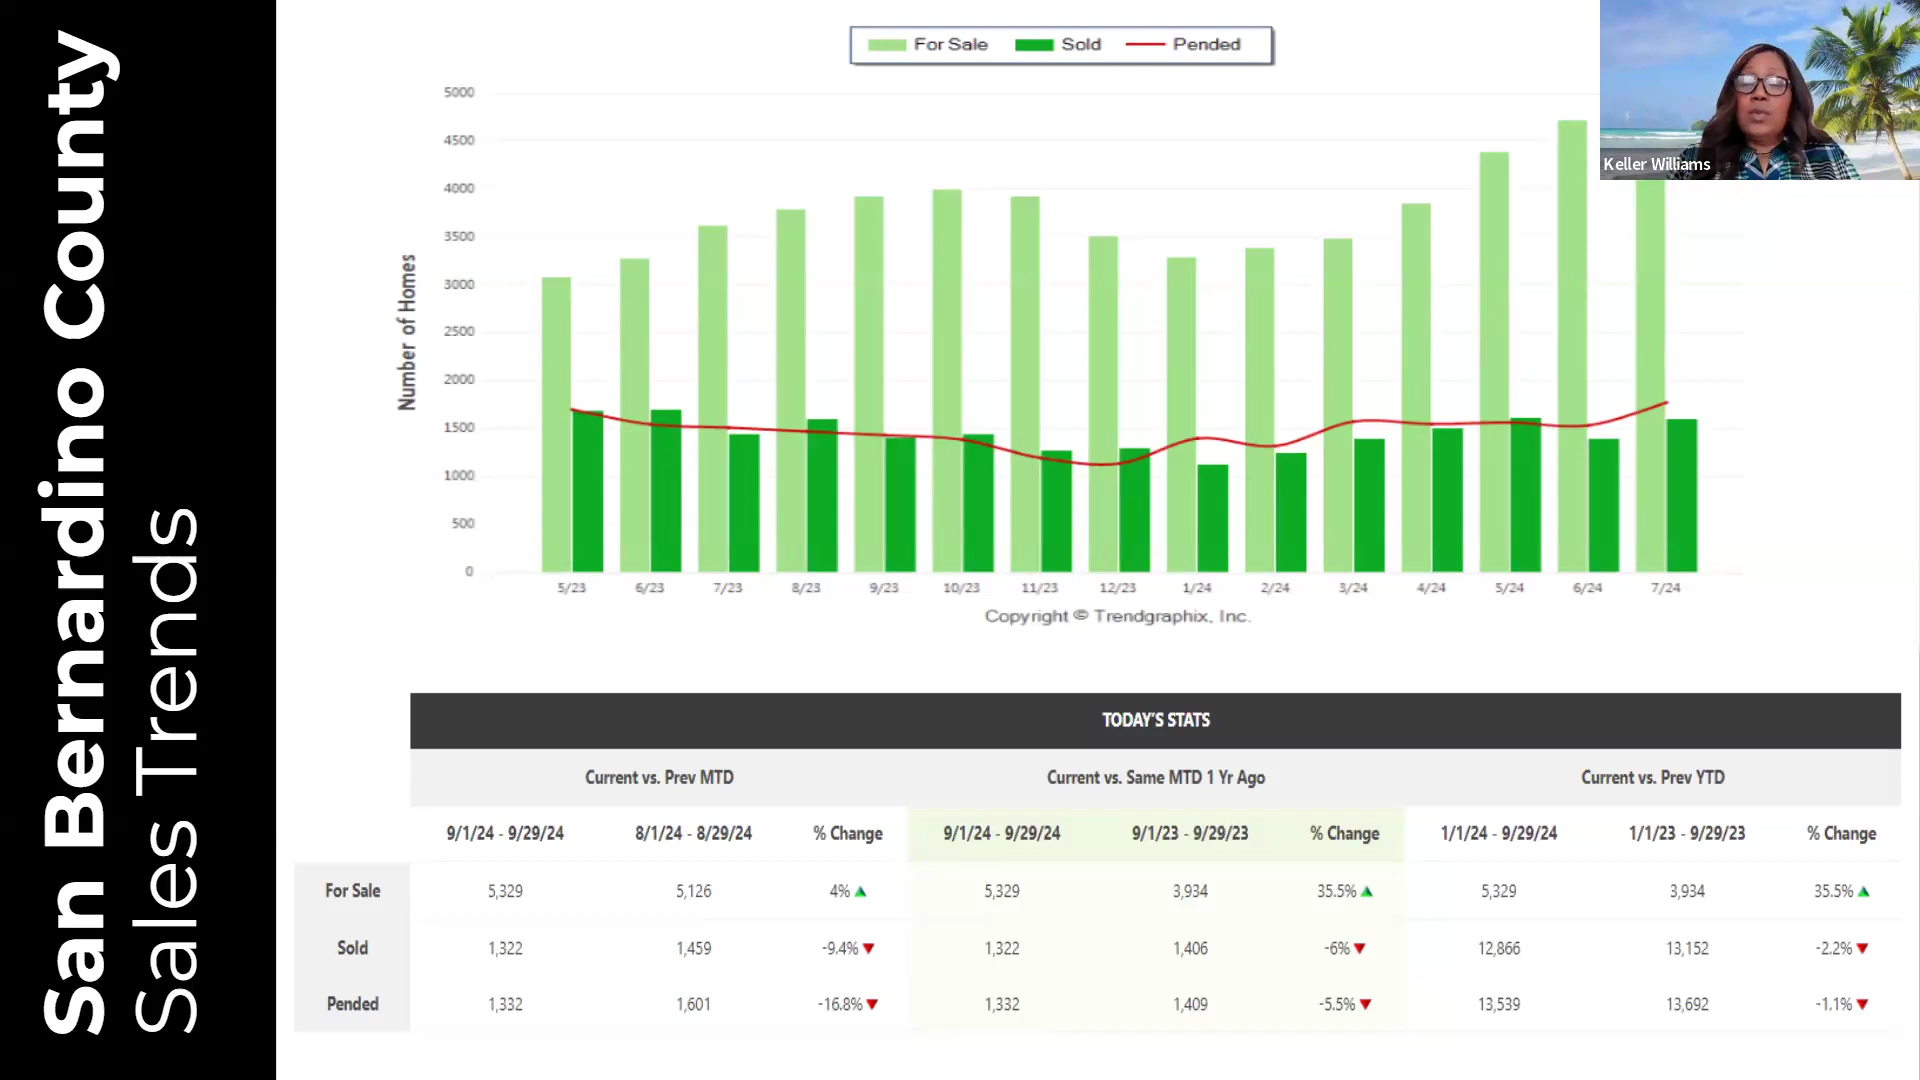 San Bernardino County
Sales Trends
For Sale Sold Pended
Keller Williams
Number of Homes
5000
4500
4000
3500
3000
2500
2000
1500
1000
500
0
5/23 6/23 7/23 8/23 9/23 10/23 11/23 12/23 1/24 2/24 3/24 4/24 5/24 6/24 7/24
Copyright © Trendgraphix, Inc.
TODAY'S STATS
Current vs. Prev MTD Current vs. Same MTD 1 Yr Ago Current vs. Prev YTD
9/1/24 - 9/29/24 8/1/24 - 8/29/24 % Change 9/1/24 - 9/29/24 9/1/23 - 9/29/23 % Change 1/1/24 - 9/29/24 1/1/23 - 9/29/23 % Change
For Sale 5,329 5,126 4% 5,329 3,934 35.5% 5,329 3,934 35.5%
Sold 1,322 1,459 -9.4% 1,322 1,406 -6% 12,866 13,152 -2.2%
Pended 1,332 1,601 -16.8% 1,332 1,409 -5.5% 13,539 13,692 -1.1%